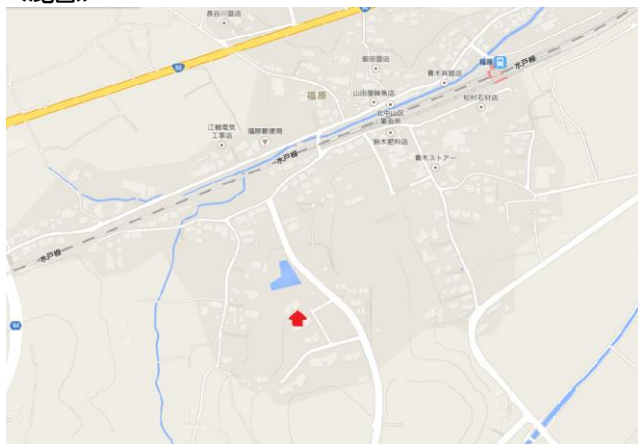 長谷川商店
50
飯田園店
福原
水戸線
青木呉服店
福原
山田屋鮮魚店
松村石材店
北中山区
集会所
江幡電気
工事店
福原郵便局
水戸線
鈴木肥料店
青木ストアー
水戸線
64